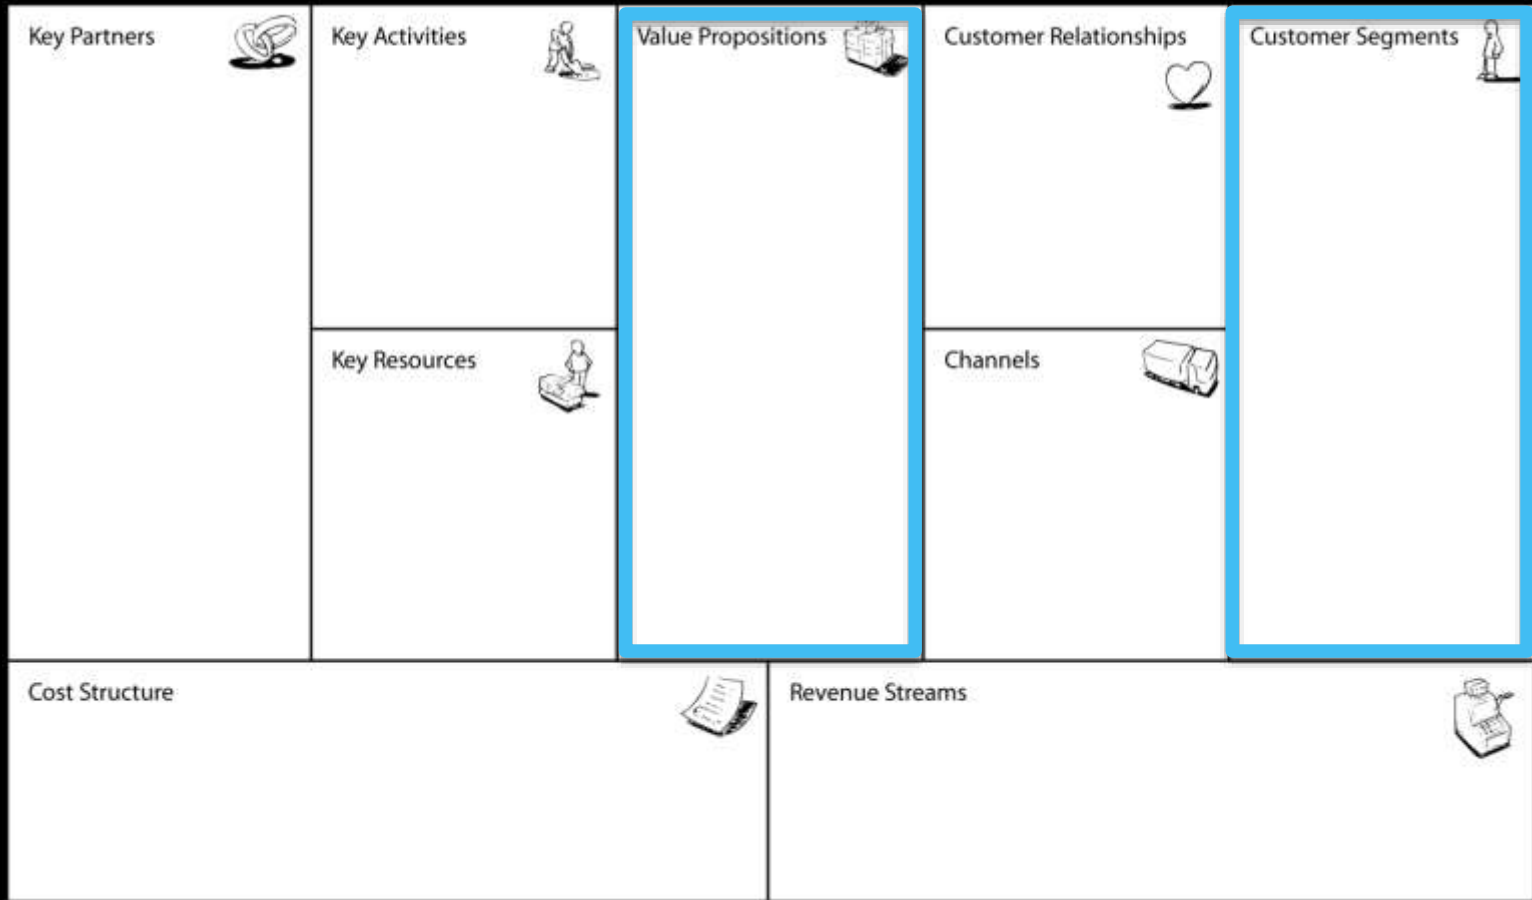 Key Partners
Key Activities
Value Propositions
Customer Relationships
Customer Segments
Key Resources
Channels
Cost Structure
Revenue Streams